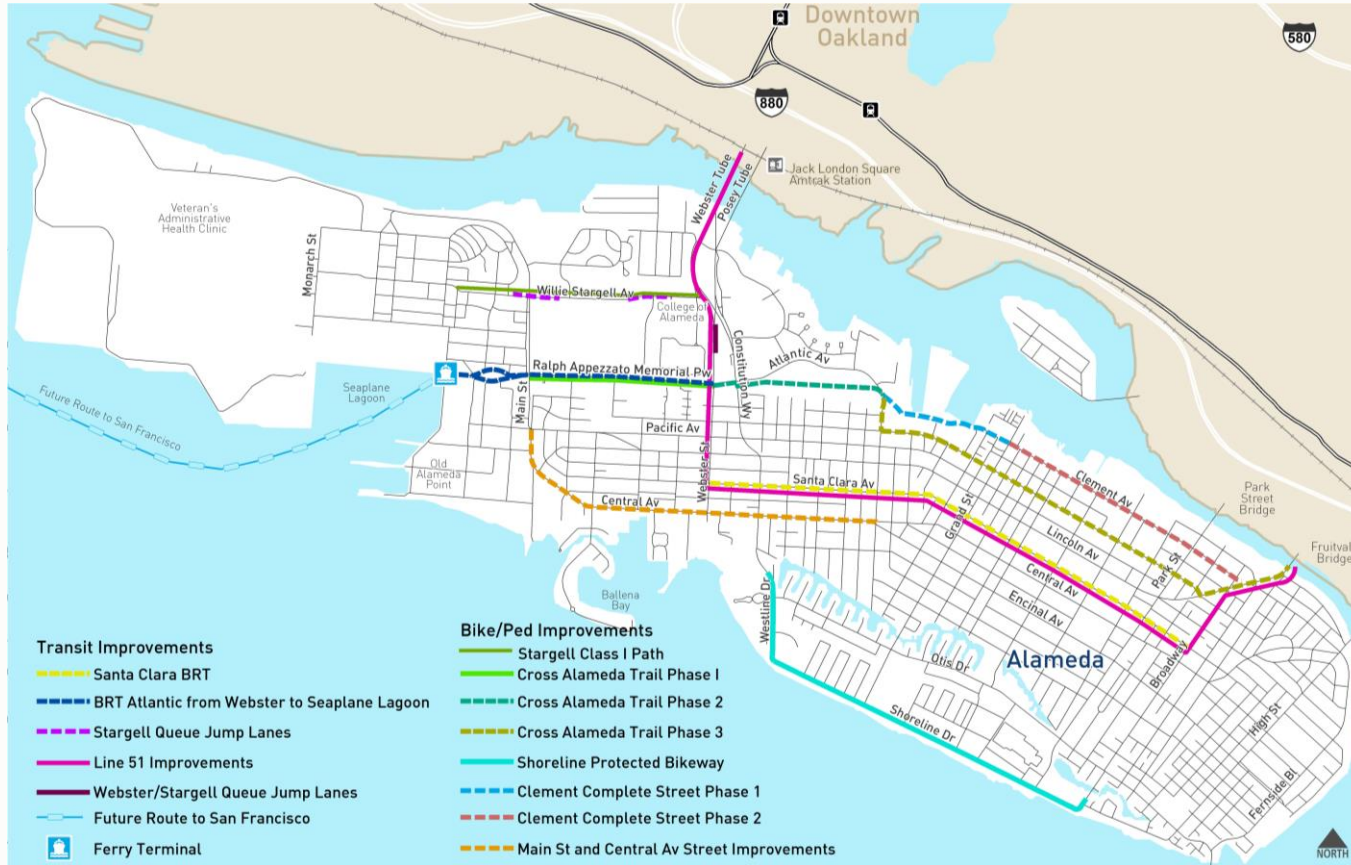 Downtown
Oakland
580
880
Jack London Square
Amtrak Station
Webster Tube
Posey Tube
Veteran's
Administrative
Health Clinic
Monarch St
Willie Stargell Av
College of
Alameda
Constitution Wy
Atlantic Av
Ralph Appezzato Memorial Pw
Seaplane
Lagoon
Main St
Future Route to San Francisco
Pacific Av
Old
Alameda
Point
Webster St
Santa Clara Av
Central Av
Grand St
Clement Av
Lincoln Av
Park St
Park
Street
Bridge
Fruitval
Bridge
Central Av
Encinal Av
Ballena
Bay
Westline Dr
Otis Dr
Alameda
Broadway
High St
Shoreline Dr
Fernside Bl
NORTH
Transit Improvements
Santa Clara BRT
BRT Atlantic from Webster to Seaplane Lagoon
Stargell Queue Jump Lanes
Line 51 Improvements
Webster/Stargell Queue Jump Lanes
Future Route to San Francisco
Ferry Terminal
Bike/Ped Improvements
Stargell Class I Path
Cross Alameda Trail Phase I
Cross Alameda Trail Phase 2
Cross Alameda Trail Phase 3
Shoreline Protected Bikeway
Clement Complete Street Phase 1
Clement Complete Street Phase 2
Main St and Central Av Street Improvements